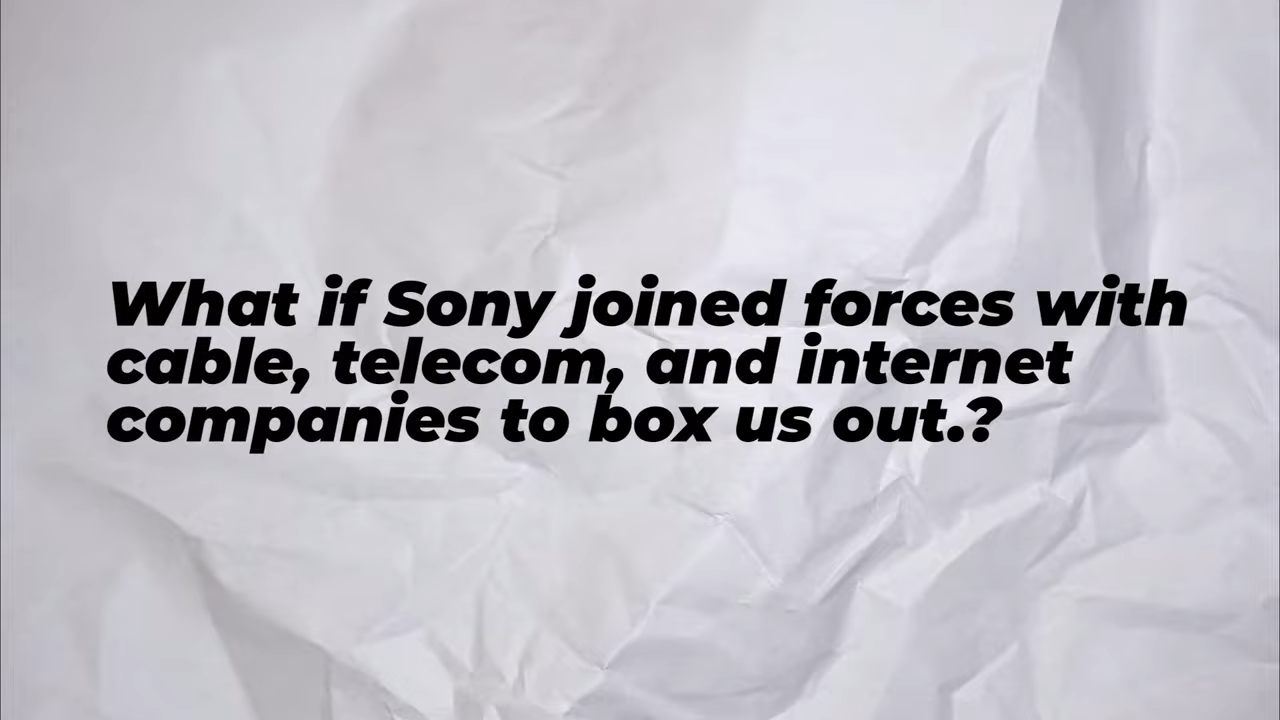 What if Sony joined forces with
cable, telecom, and internet
companies to box us out.?